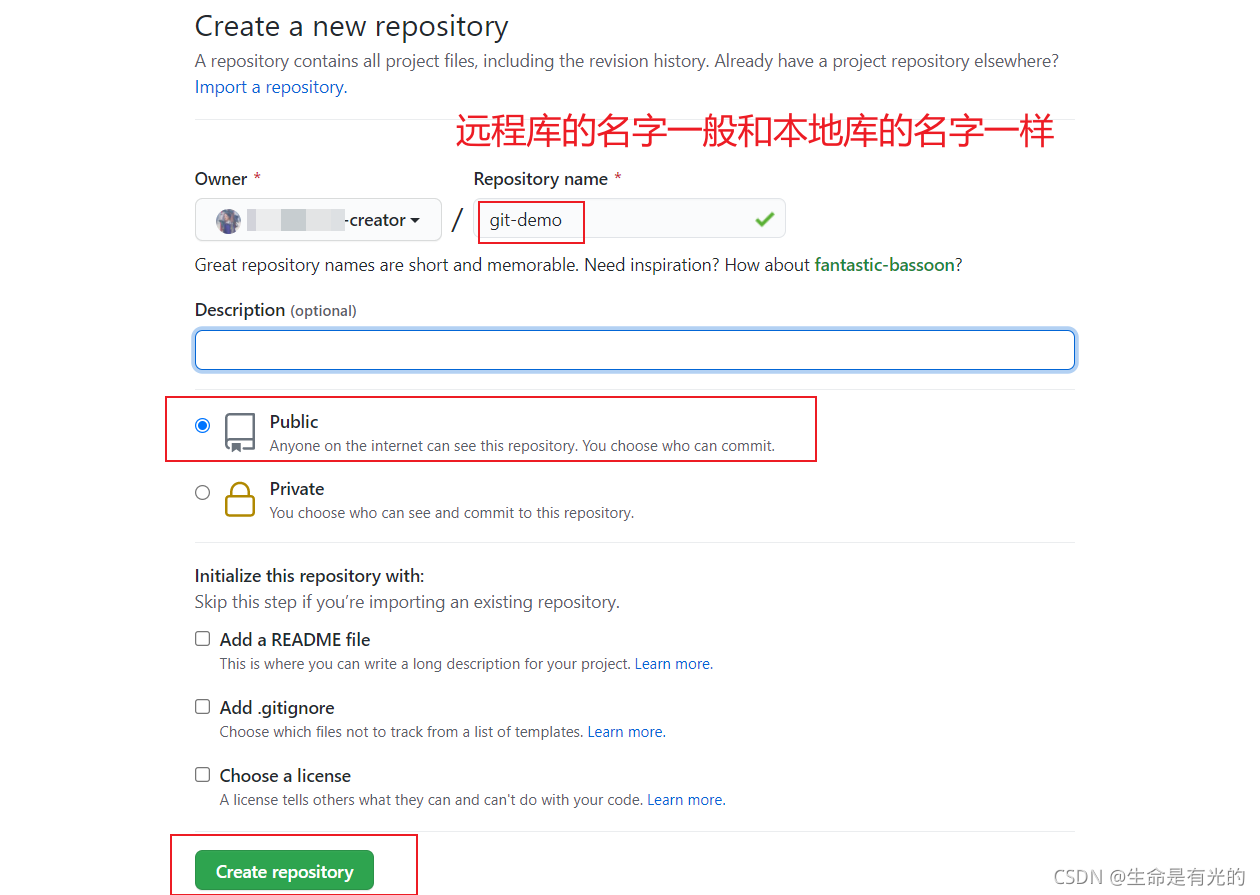 Create a new repository
A repository contains all project files, including the revision history. Already have a project repository elsewhere?
Import a repository.
远程库的名字一般和本地库的名字一样
Owner *
Repository name *
-creator
/
git-demo
Great repository names are short and memorable. Need inspiration? How about fantastic-bassoon?
Description (optional)
Public
Anyone on the internet can see this repository. You choose who can commit.
Private
You choose who can see and commit to this repository.
Initialize this repository with:
Skip this step if you’re importing an existing repository.
Add a README file
This is where you can write a long description for your project. Learn more.
Add .gitignore
Choose which files not to track from a list of templates. Learn more.
Choose a license
A license tells others what they can and can't do with your code. Learn more.
Create repository
CSDN @生命是有光的